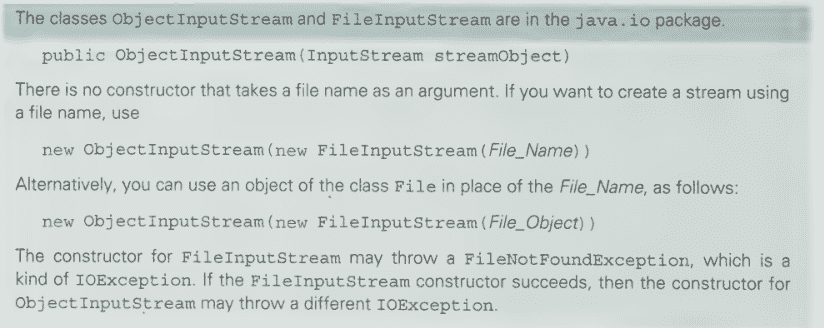 The classes ObjectInputStream and FileInputStream are in the java.io package.
public ObjectInputStream(InputStream streamObject)
There is no constructor that takes a file name as an argument. If you want to create a stream using
a file name, use
new ObjectInputStream(new FileInputStream(File_Name))
Alternatively, you can use an object of the class File in place of the File_Name, as follows:
new ObjectInputStream(new FileInputStream(File_Object))
The constructor for FileInputStream may throw a FileNotFoundException, which is a
kind of IOException. If the FileInputStream constructor succeeds, then the constructor for
ObjectInputStream may throw a different IOException.